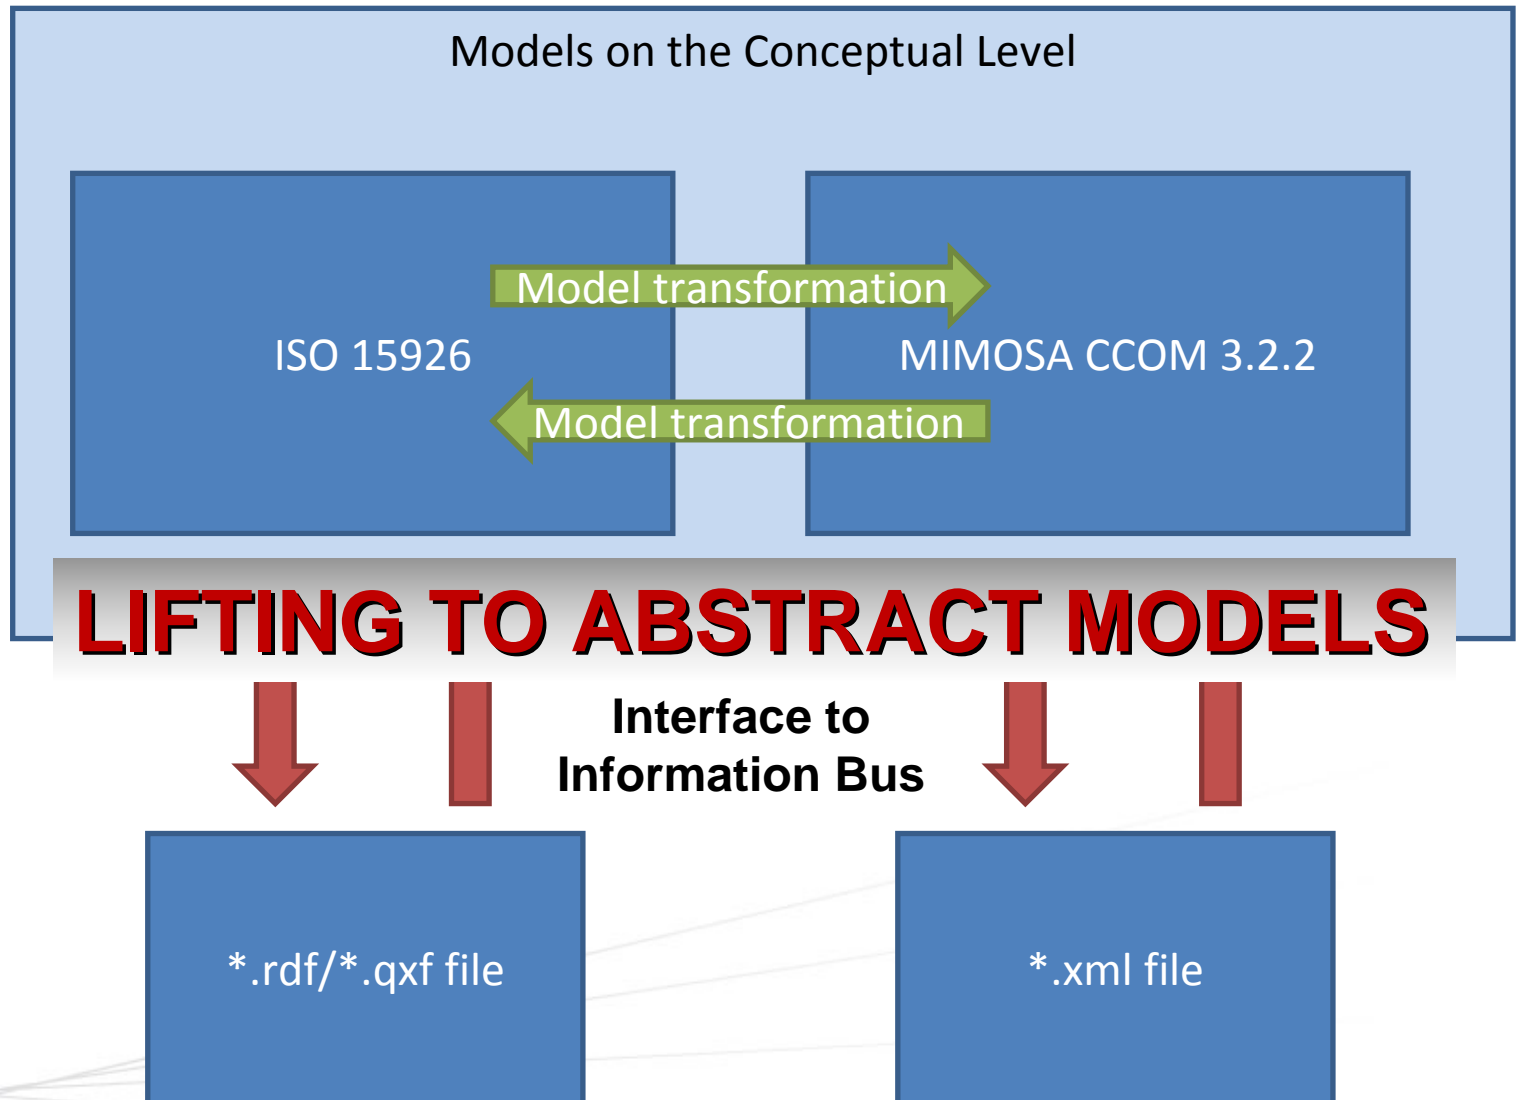 Models on the Conceptual Level
Model transformation
ISO 15926
MIMOSA CCOM 3.2.2
Model transformation
LIFTING TO ABSTRACT MODELS
Interface to
Information Bus
*.rdf/*.qxf file
*.xml file